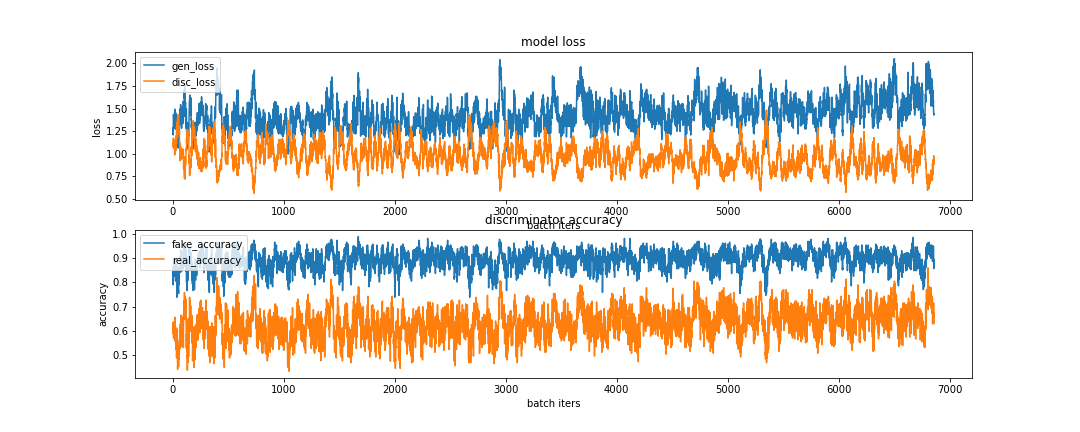 model loss
2.00
1.75
1.50
1.25
1.00
0.75
0.50
loss
gen_loss
disc_loss
0 1000 2000 3000 4000 5000 6000 7000
batch iters
discriminator accuracy
1.0
0.9
0.8
0.7
0.6
0.5
accuracy
fake_accuracy
real_accuracy
0 1000 2000 3000 4000 5000 6000 7000
batch iters